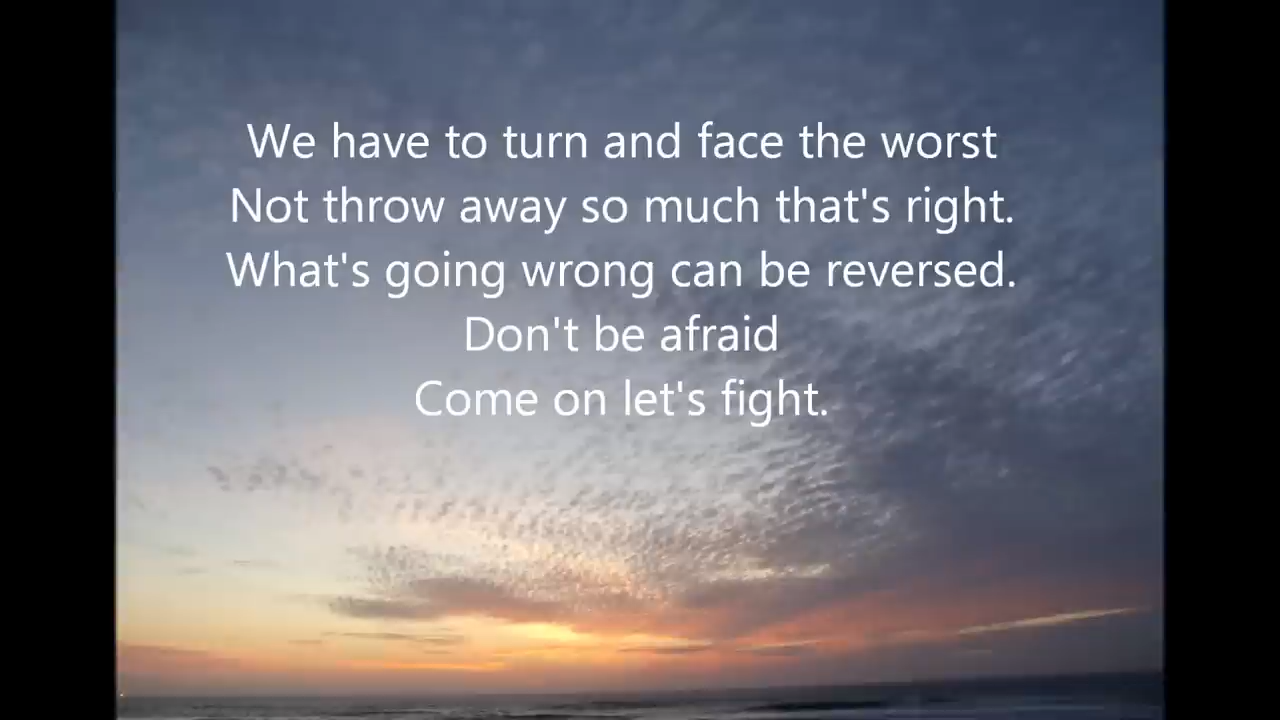 We have to turn and face the worst
Not throw away so much that's right.
What's going wrong can be reversed.
Don't be afraid
Come on let's fight.